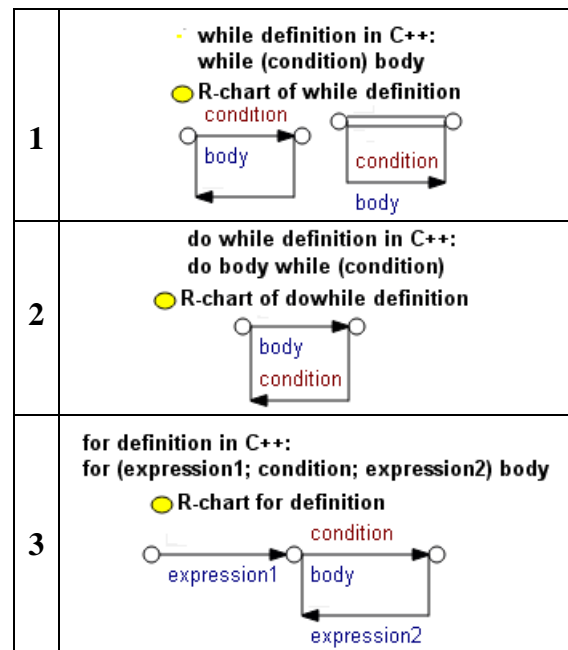 1
while definition in C++:
while (condition) body
R-chart of while definition
condition
body
condition
body
2
do while definition in C++:
do body while (condition)
R-chart of dowhile definition
body
condition
3
for definition in C++:
for (expression1; condition; expression2) body
R-chart for definition
condition
expression1 body
expression2